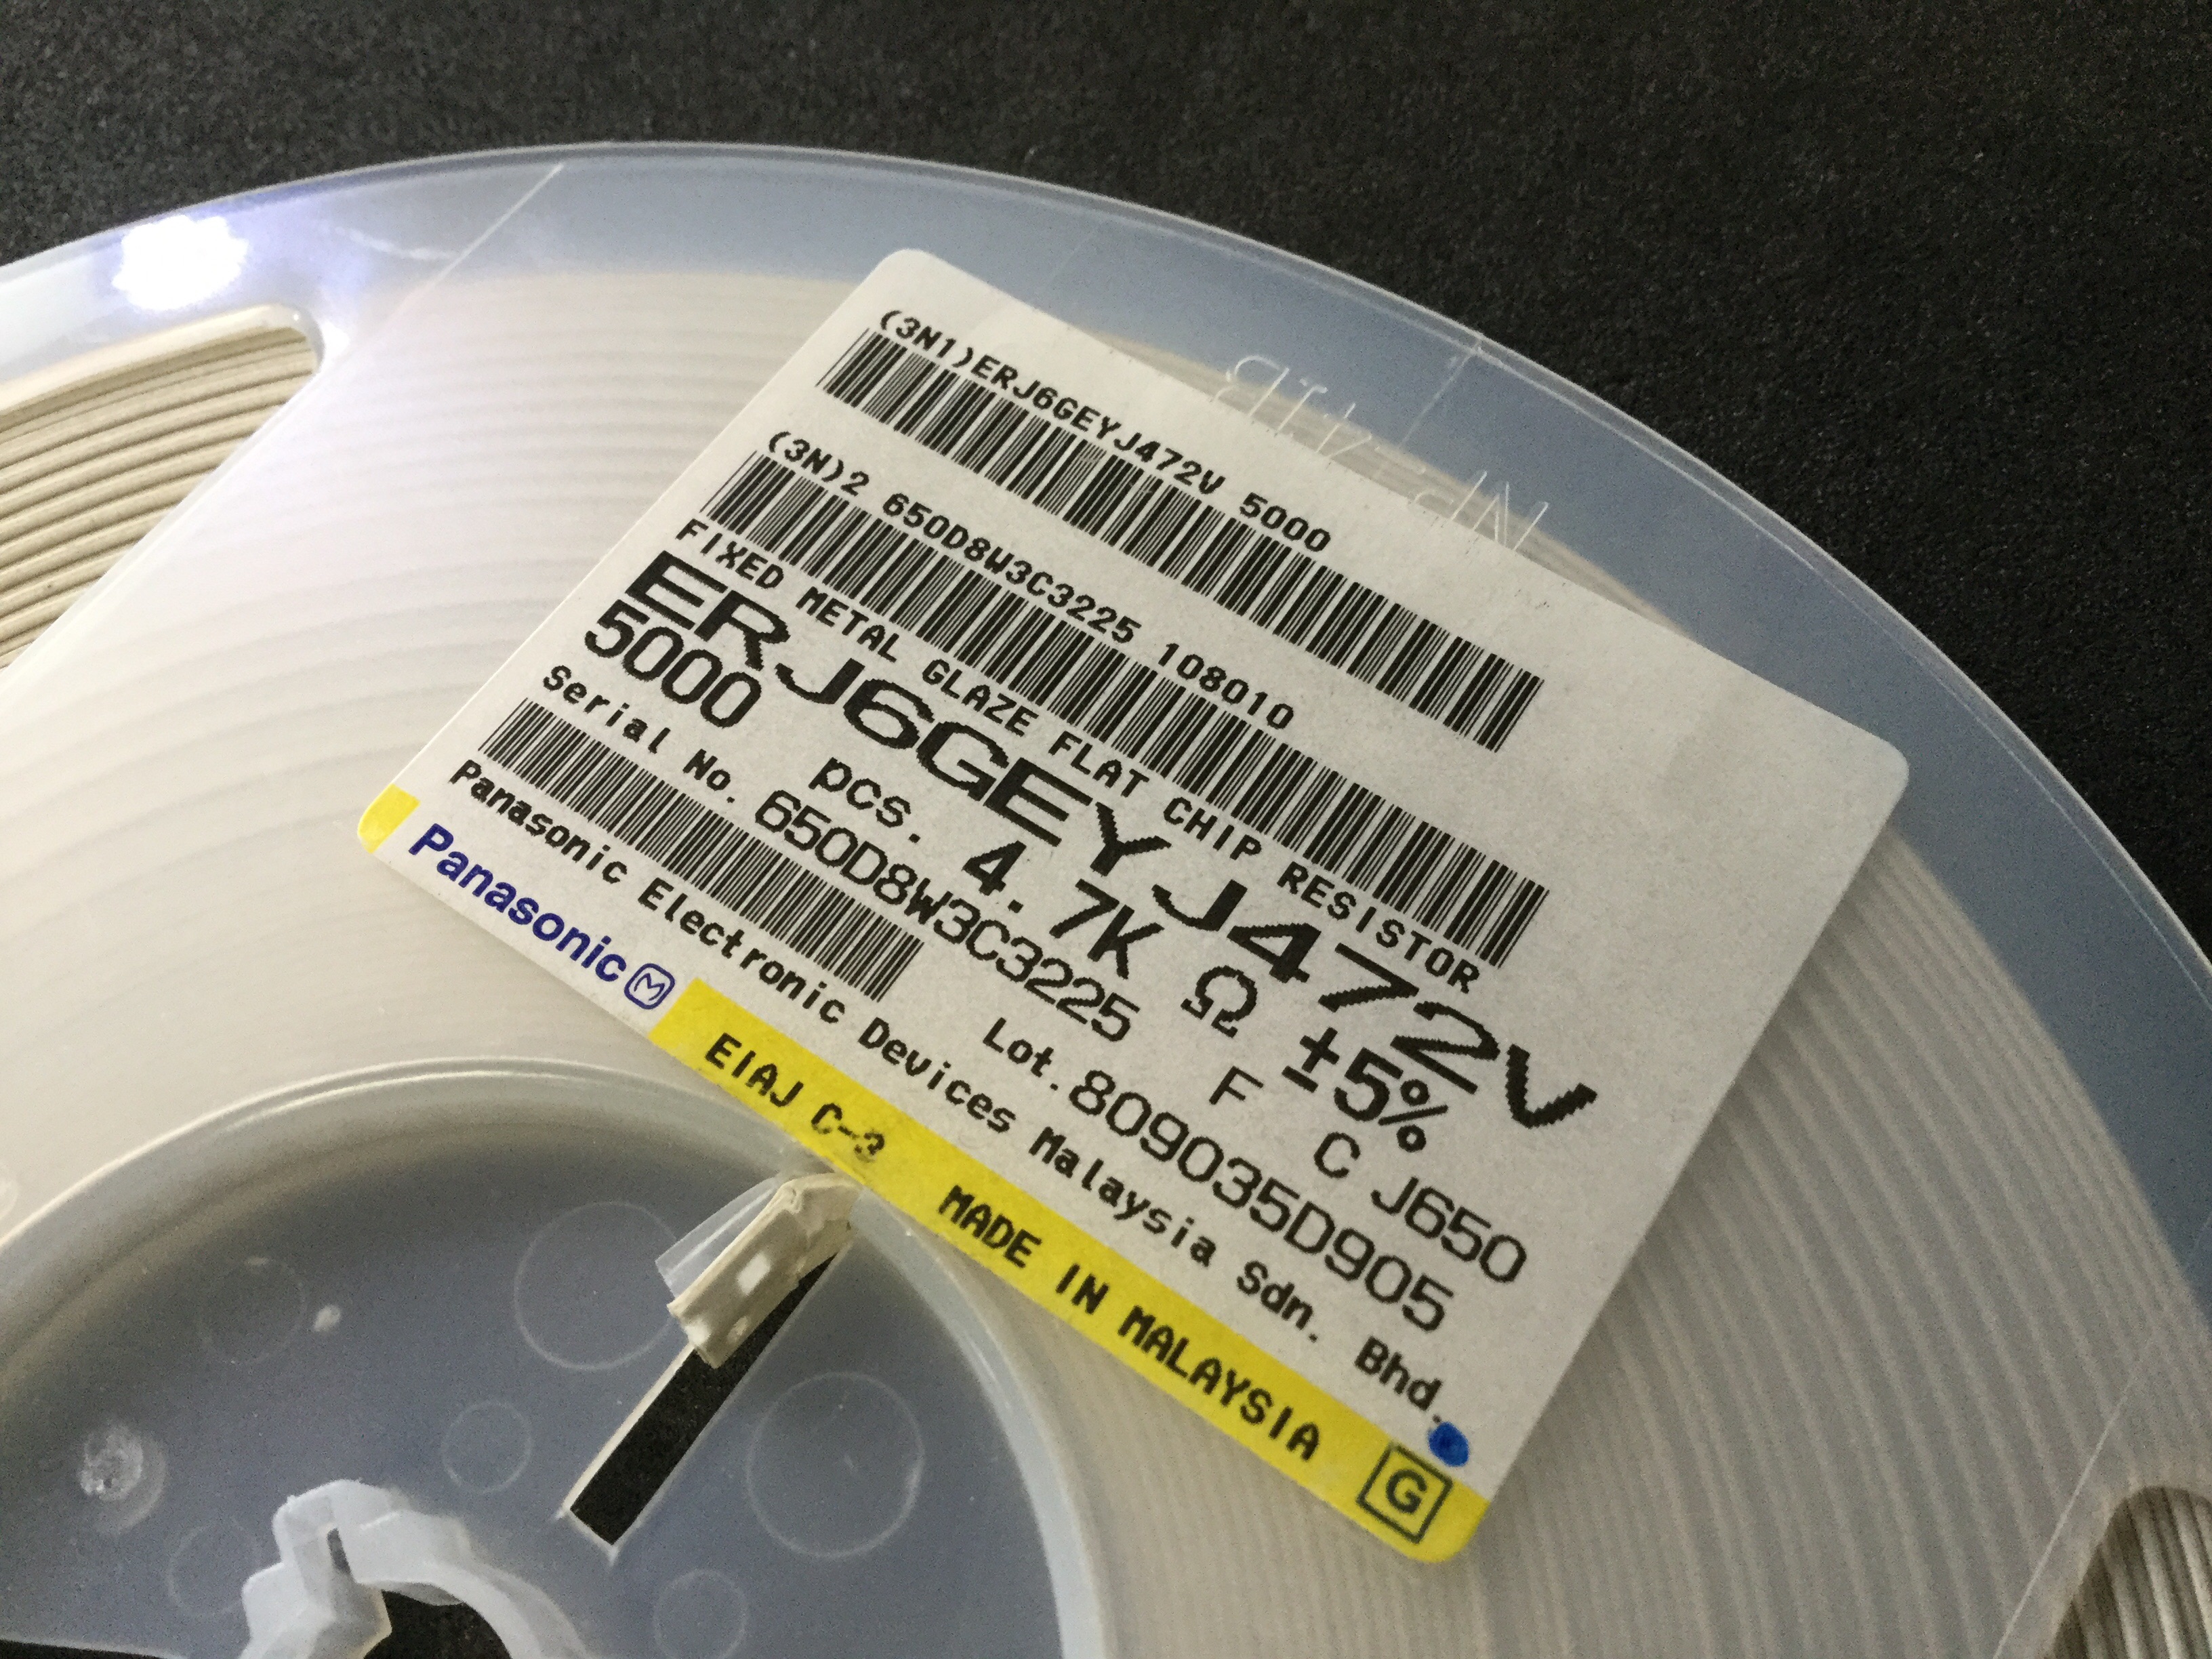 (3N1)ERJ6GEYJ472V 5000
(3N)2 650D8W3C3225 108010
FIXED METAL GLAZE FLAT CHIP RESISTOR
ERJ6GEYJ472V
5000 pcs. 4.7K Ω ±5%
Serial No. 650D8W3C3225 F C J650
Lot.809035D905
Panasonic Electronic Devices Malaysia Sdn. Bhd.
Panasonic M
EIAJ C-3 MADE IN MALAYSIA G